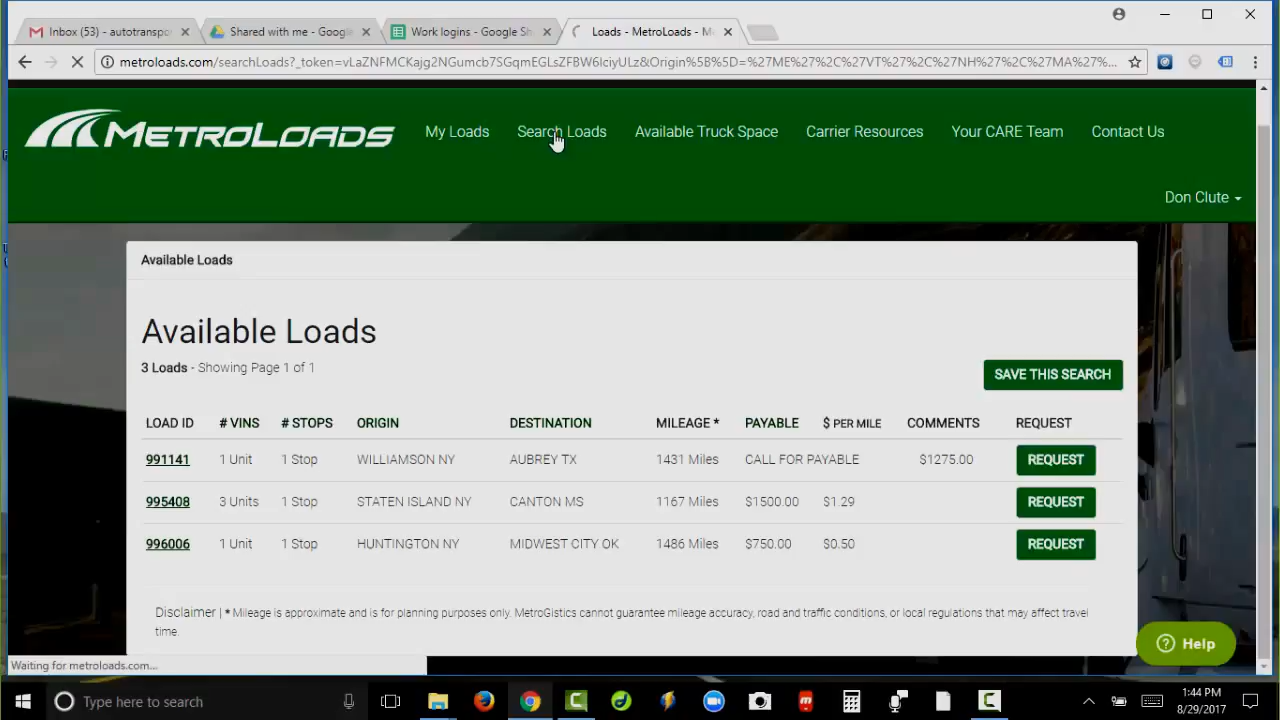 Inbox (53) - autotranspo
Shared with me - Googl
Work logins - Google Sh
Loads - MetroLoads - M
metroloads.com/searchLoads?_token=vLaZNFMCKajg2NGumcb7SGqmEGLsZFBW6IciyULz&Origin%5B%5D=%27ME%27%2C%27VT%27%2C%27NH%27%2C%27MA%27%...
METROLOADS
My Loads
Search Loads
Available Truck Space
Carrier Resources
Your CARE Team
Contact Us
Don Clute
Available Loads
Available Loads
3 Loads - Showing Page 1 of 1
SAVE THIS SEARCH
LOAD ID # VINS # STOPS ORIGIN DESTINATION MILEAGE * PAYABLE $ PER MILE COMMENTS REQUEST
991141 1 Unit 1 Stop WILLIAMSON NY AUBREY TX 1431 Miles CALL FOR PAYABLE $1275.00 REQUEST
995408 3 Units 1 Stop STATEN ISLAND NY CANTON MS 1167 Miles $1500.00 $1.29 REQUEST
996006 1 Unit 1 Stop HUNTINGTON NY MIDWEST CITY OK 1486 Miles $750.00 $0.50 REQUEST
Disclaimer | * Mileage is approximate and is for planning purposes only. MetroGistics cannot guarantee mileage accuracy, road and traffic conditions, or local regulations that may affect travel
time.
Help
Waiting for metroloads.com...
Type here to search
1:44 PM
8/29/2017